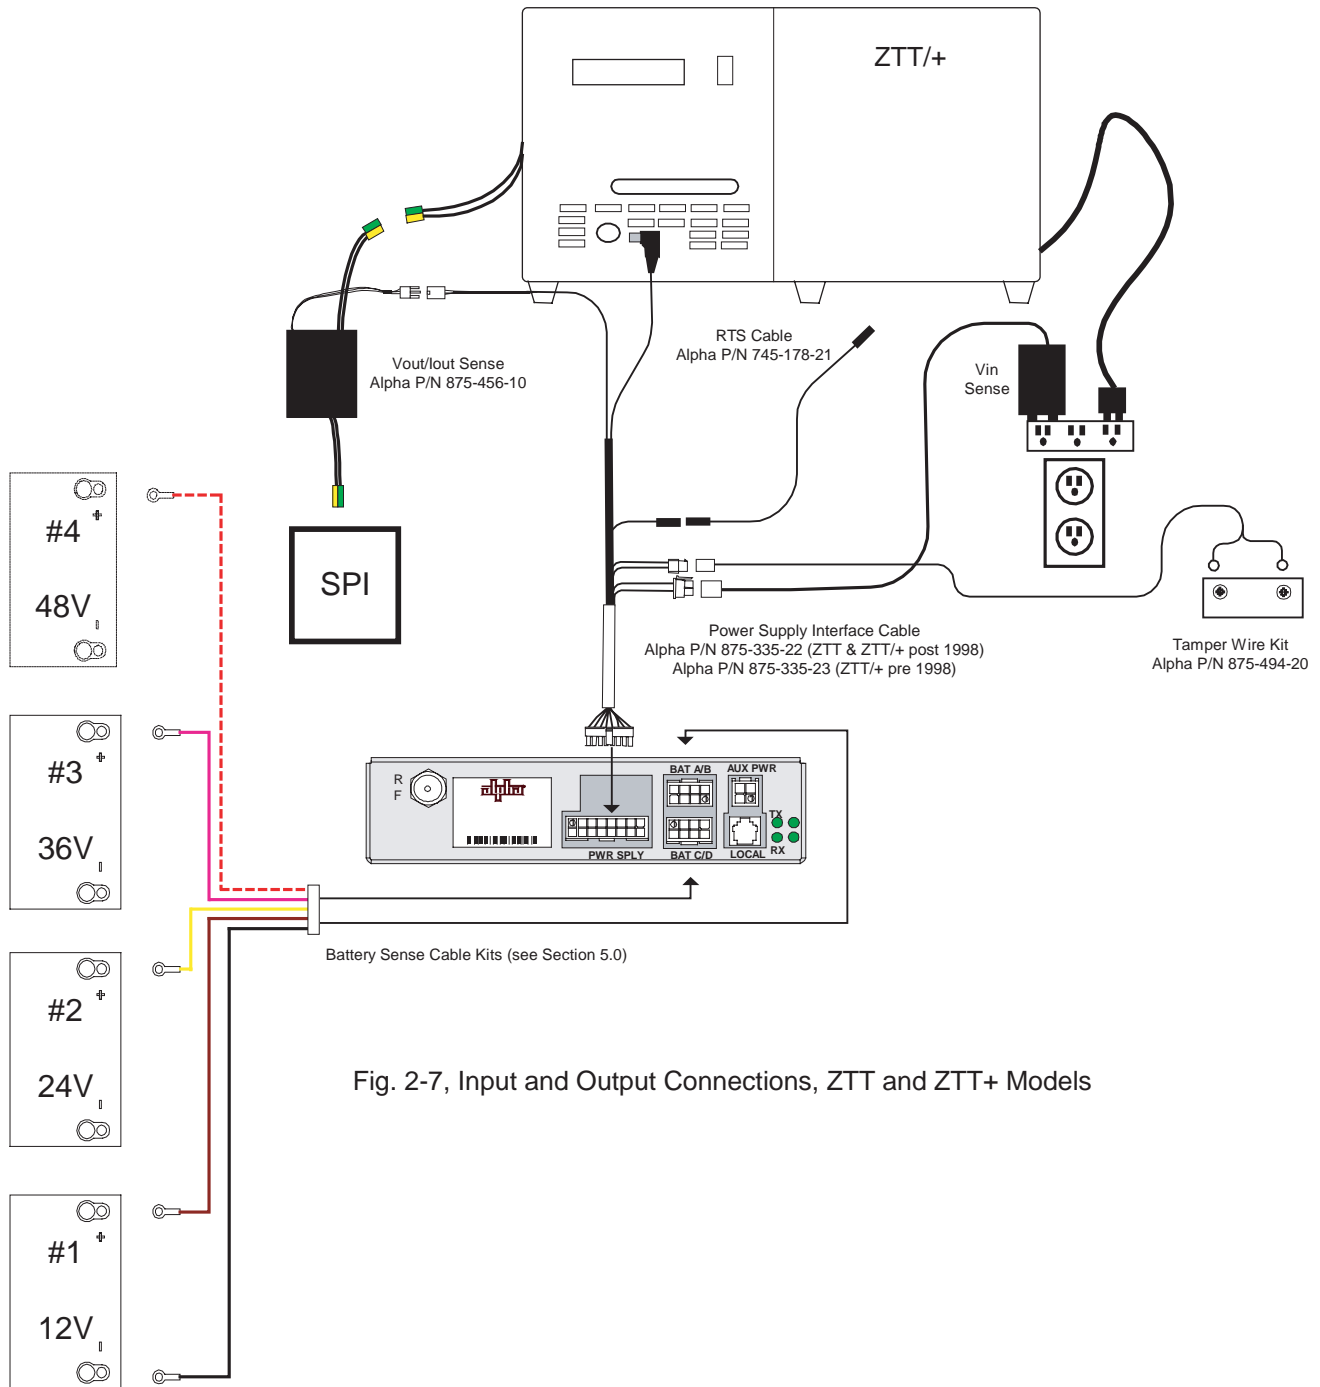 ZTT/+
RTS Cable
Alpha P/N 745-178-21
Vout/Iout Sense
Alpha P/N 875-456-10
Vin
Sense
#4
+
48V
-
SPI
Power Supply Interface Cable
Alpha P/N 875-335-22 (ZTT & ZTT/+ post 1998)
Alpha P/N 875-335-23 (ZTT/+ pre 1998)
Tamper Wire Kit
Alpha P/N 875-494-20
#3
+
36V
-
R
F
alpha
BAT A/B
AUX PWR
TX
PWR SPLY
BAT C/D
LOCAL
RX
Battery Sense Cable Kits (see Section 5.0)
#2
+
24V
-
Fig. 2-7, Input and Output Connections, ZTT and ZTT+ Models
#1
+
12V
-